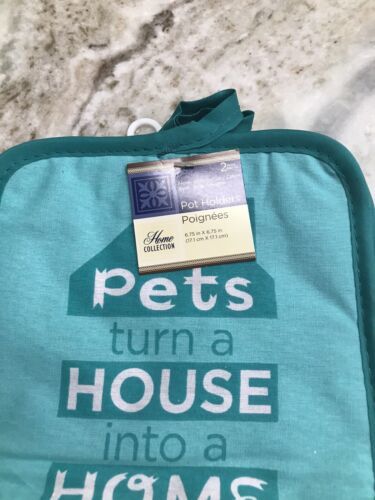 2
Pot Holders
Poignées
Home
COLLECTION
6.75 in X 6.75 in
(17.1 cm X 17.1 cm)
Pets
turn a
HOUSE
into a
HOME